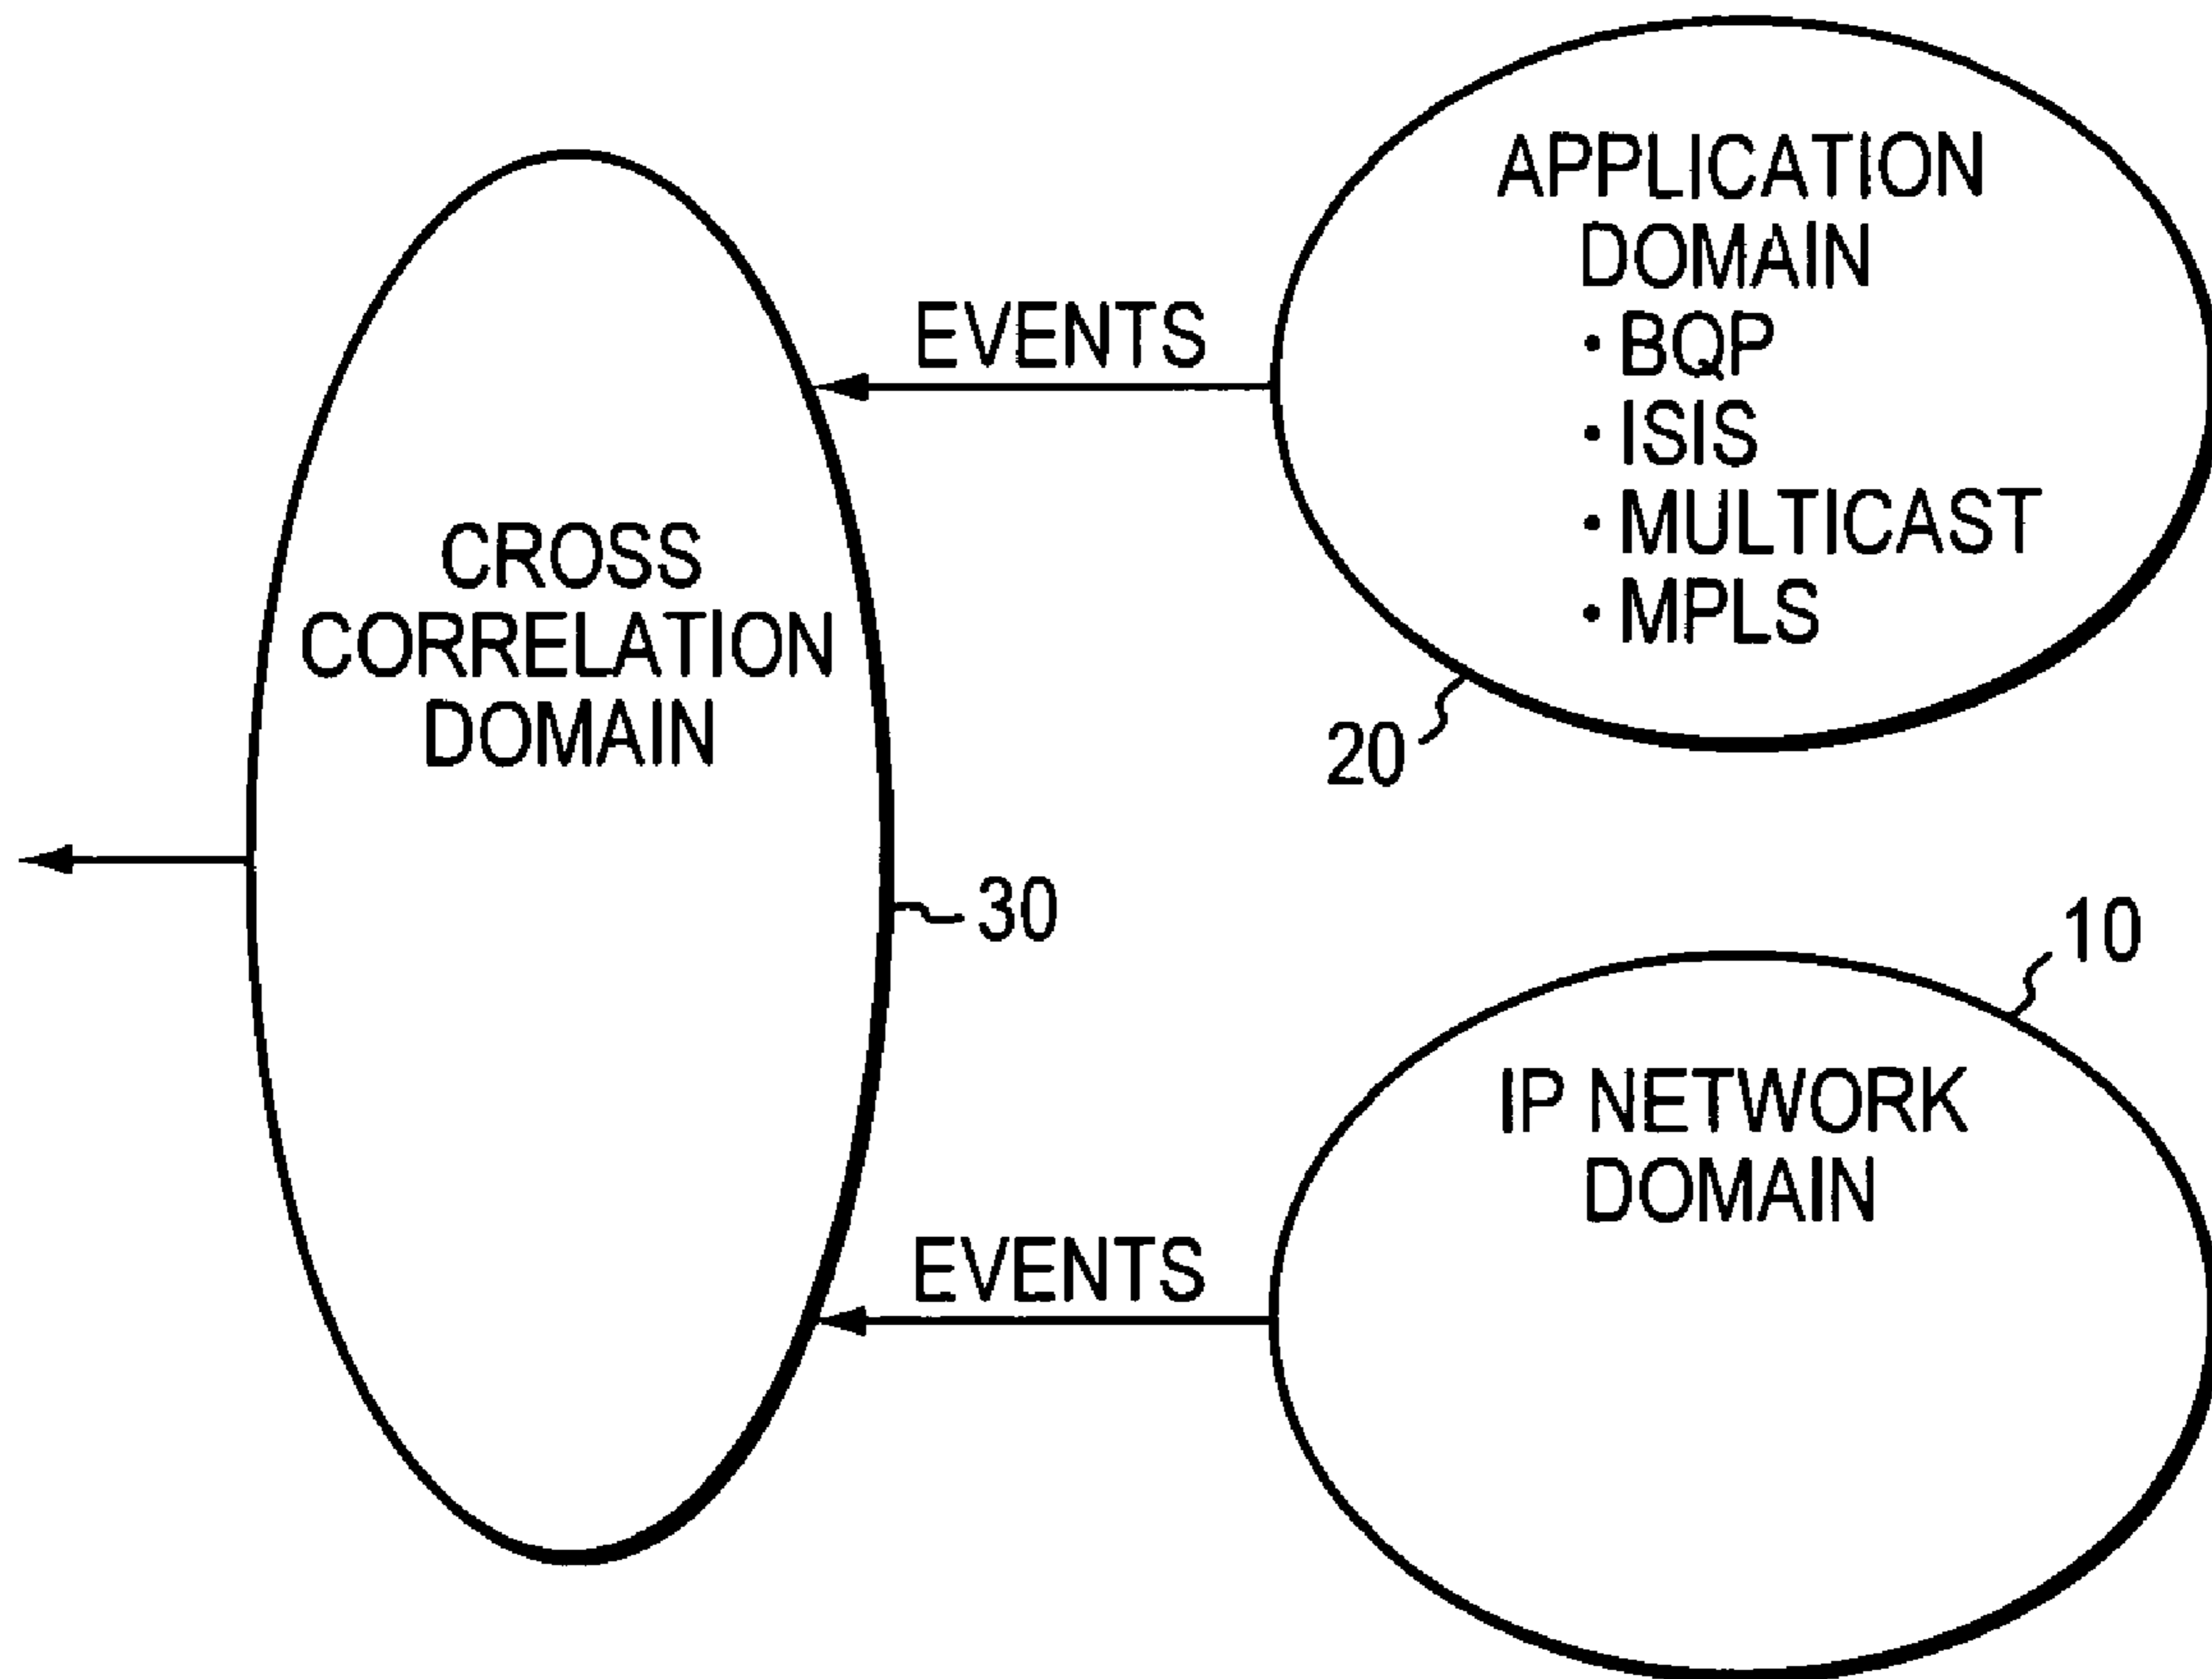 APPLICATION
DOMAIN
• BQP
• ISIS
• MULTICAST
• MPLS
20
EVENTS
CROSS
CORRELATION
DOMAIN
30
10
IP NETWORK
DOMAIN
EVENTS